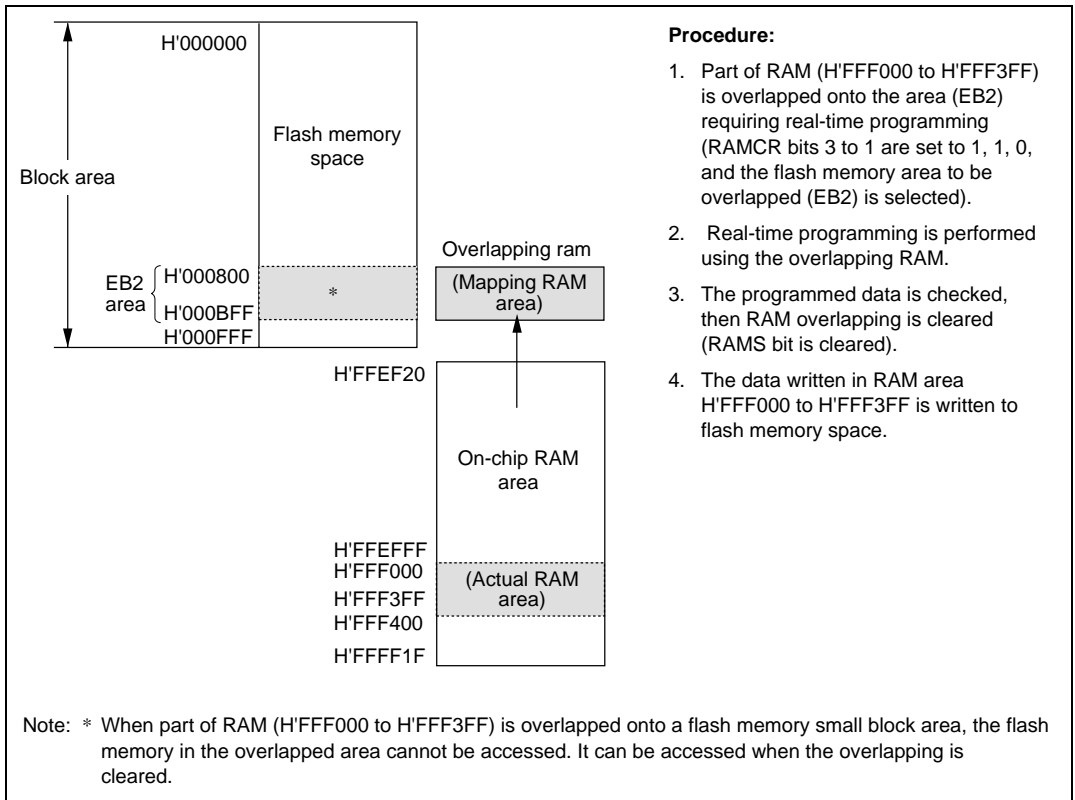 H'000000
Flash memory
space
Block area
EB2
area
H'000800
H'000BFF
H'000FFF
*
Overlapping ram
(Mapping RAM
area)
H'FFEF20
On-chip RAM
area
H'FFEFFF
H'FFF000
H'FFF3FF
H'FFF400
H'FFFF1F
(Actual RAM
area)
Procedure:
1. Part of RAM (H'FFF000 to H'FFF3FF)
is overlapped onto the area (EB2)
requiring real-time programming
(RAMCR bits 3 to 1 are set to 1, 1, 0,
and the flash memory area to be
overlapped (EB2) is selected).
2. Real-time programming is performed
using the overlapping RAM.
3. The programmed data is checked,
then RAM overlapping is cleared
(RAMS bit is cleared).
4. The data written in RAM area
H'FFF000 to H'FFF3FF is written to
flash memory space.
Note: * When part of RAM (H'FFF000 to H'FFF3FF) is overlapped onto a flash memory small block area, the flash
memory in the overlapped area cannot be accessed. It can be accessed when the overlapping is
cleared.